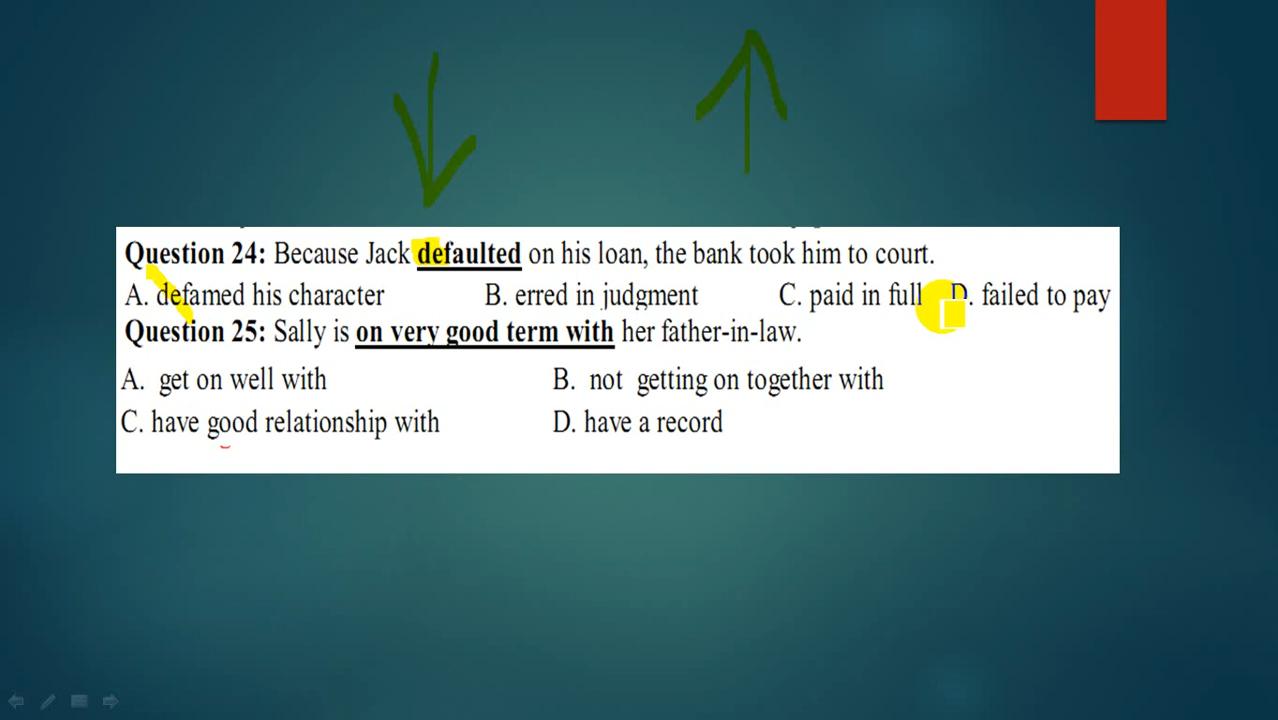 Question 24: Because Jack defaulted on his loan, the bank took him to court.
A. defamed his character B. erred in judgment C. paid in full D. failed to pay
Question 25: Sally is on very good term with her father-in-law.
A. get on well with B. not getting on together with
C. have good relationship with D. have a record